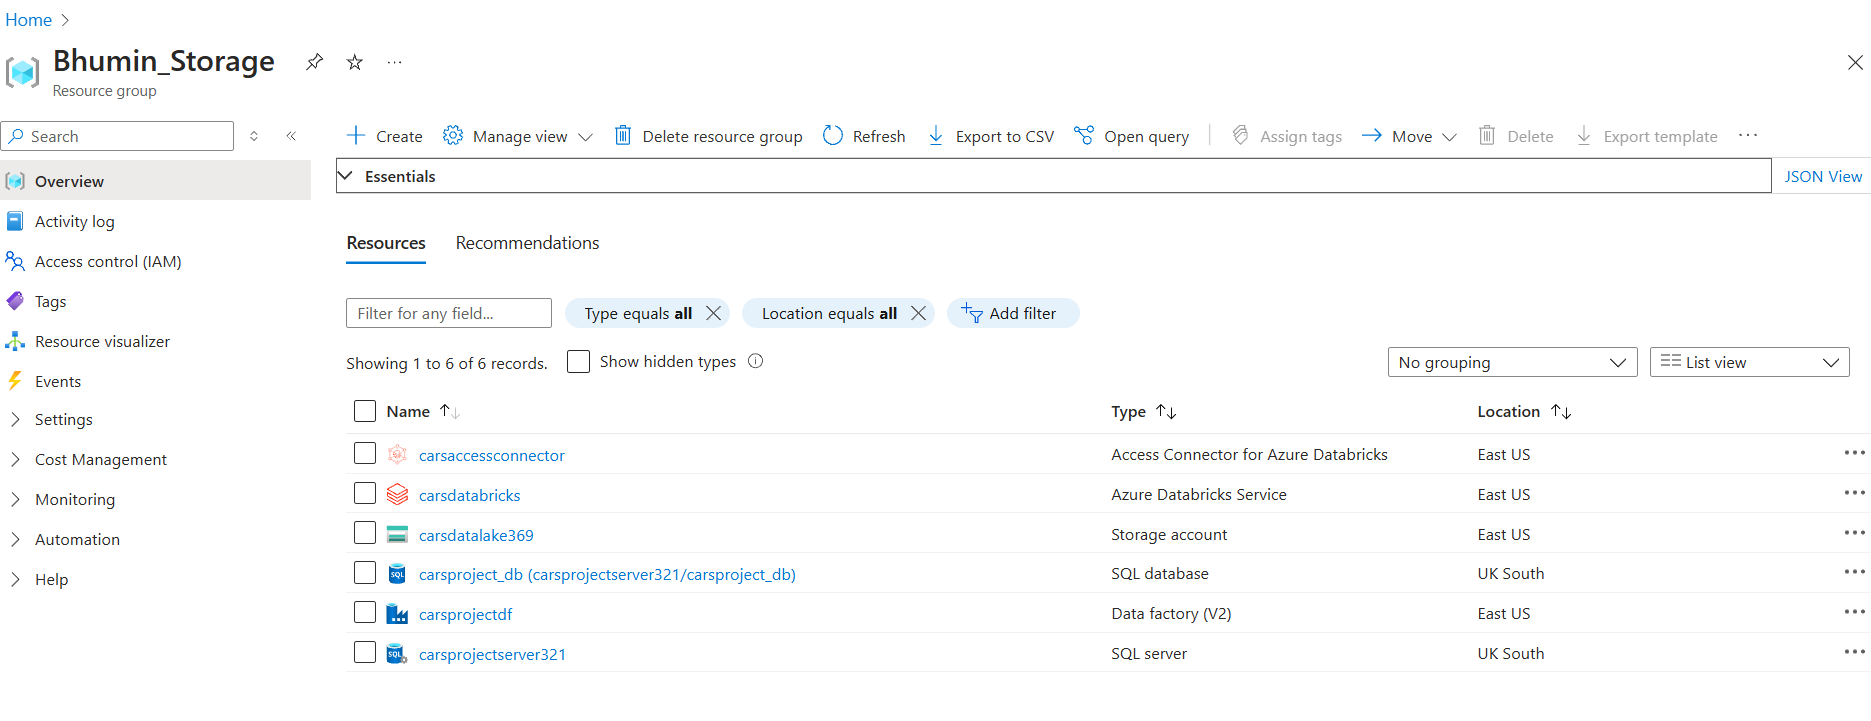 Home
Bhumin_Storage
Resource group
Search
Create
Manage view
Delete resource group
Refresh
Export to CSV
Open query
Assign tags
Move
Delete
Export template
Essentials
JSON View
Overview
Activity log
Access control (IAM)
Tags
Resource visualizer
Events
Settings
Cost Management
Monitoring
Automation
Help
Resources Recommendations
Filter for any field... Type equals all Location equals all Add filter
Showing 1 to 6 of 6 records. Show hidden types No grouping List view
Name Type Location
carsaccessconnector Access Connector for Azure Databricks East US
carsdatabricks Azure Databricks Service East US
carsdatalake369 Storage account East US
carsproject_db (carsprojectserver321/carsproject_db) SQL database UK South
carsprojectdf Data factory (V2) East US
carsprojectserver321 SQL server UK South